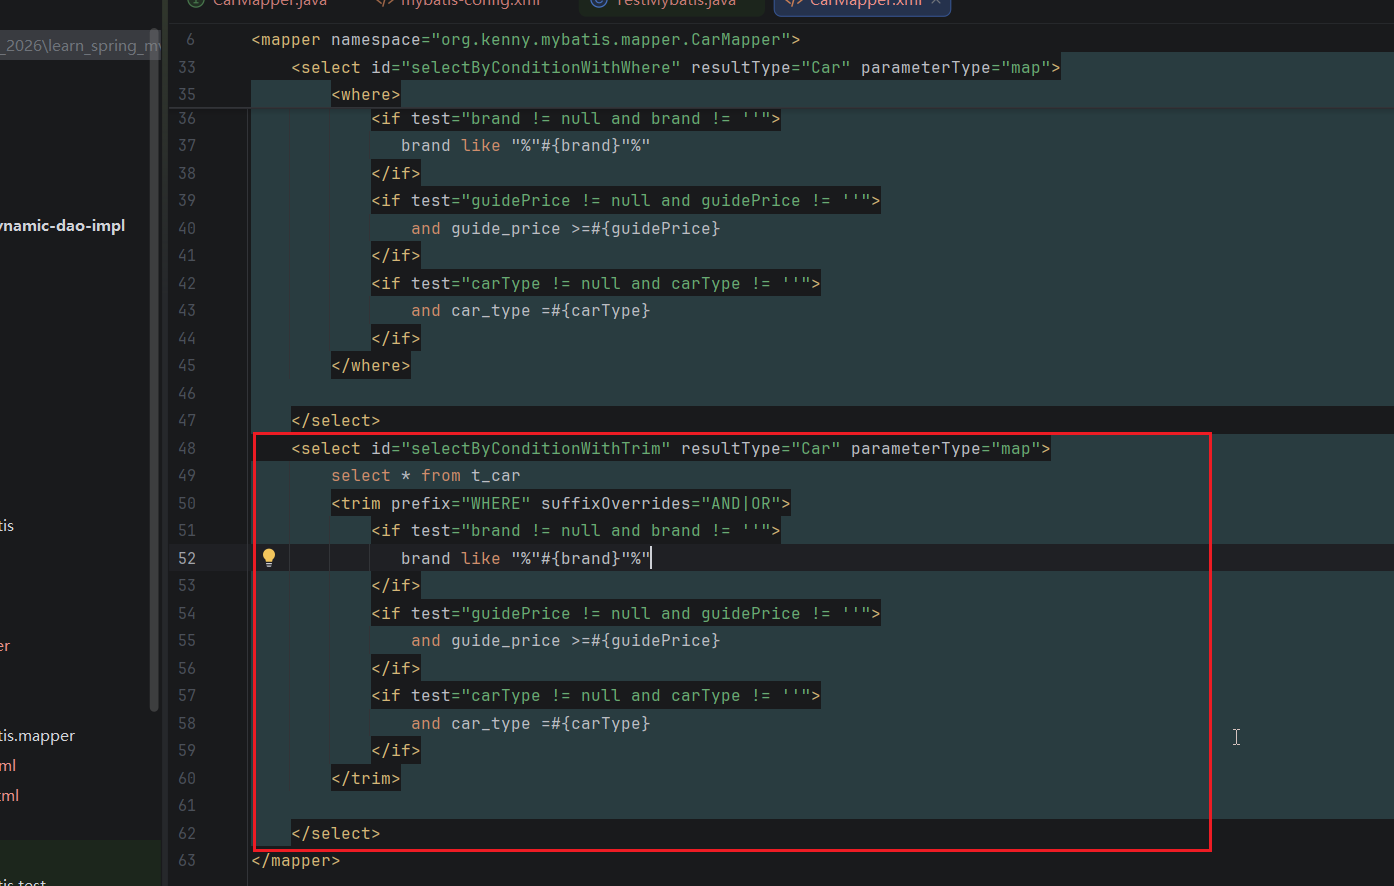 CarMapper.java mybatis-config.xml TestMybatis.java CarMapper.xml
_2026\learn_spring_my
ynamic-dao-impl
tis
er
tis.mapper
ml
tml
tis.test
6 <mapper namespace="org.kenny.mybatis.mapper.CarMapper">
33 <select id="selectByConditionWithWhere" resultType="Car" parameterType="map">
35 <where>
36 <if test="brand != null and brand != ''">
37 brand like "%"#{brand}"%"
38 </if>
39 <if test="guidePrice != null and guidePrice != ''">
40 and guide_price >=#{guidePrice}
41 </if>
42 <if test="carType != null and carType != ''">
43 and car_type =#{carType}
44 </if>
45 </where>
46
47 </select>
48 <select id="selectByConditionWithTrim" resultType="Car" parameterType="map">
49 select * from t_car
50 <trim prefix="WHERE" suffixOverrides="AND|OR">
51 <if test="brand != null and brand != ''">
52 brand like "%"#{brand}"%"
53 </if>
54 <if test="guidePrice != null and guidePrice != ''">
55 and guide_price >=#{guidePrice}
56 </if>
57 <if test="carType != null and carType != ''">
58 and car_type =#{carType}
59 </if>
60 </trim>
61
62 </select>
63 </mapper>